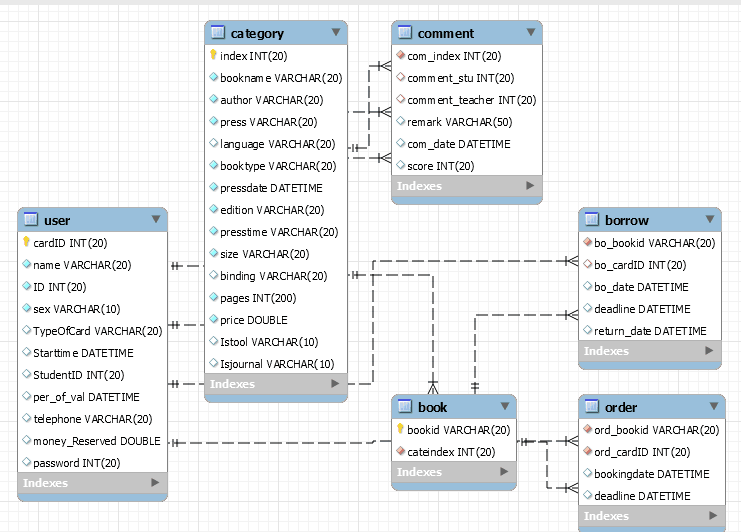 category
index INT(20)
bookname VARCHAR(20)
author VARCHAR(20)
press VARCHAR(20)
language VARCHAR(20)
booktype VARCHAR(20)
pressdate DATETIME
edition VARCHAR(20)
presstime VARCHAR(20)
size VARCHAR(20)
binding VARCHAR(20)
pages INT(200)
price DOUBLE
Istool VARCHAR(10)
Isjournal VARCHAR(10)
Indexes
comment
com_index INT(20)
comment_stu INT(20)
comment_teacher INT(20)
remark VARCHAR(50)
com_date DATETIME
score INT(20)
Indexes
user
cardID INT(20)
name VARCHAR(20)
ID INT(20)
sex VARCHAR(10)
TypeOfCard VARCHAR(20)
Starttime DATETIME
StudentID INT(20)
per_of_val DATETIME
telephone VARCHAR(20)
money_Reserved DOUBLE
password INT(20)
Indexes
borrow
bo_bookid VARCHAR(20)
bo_cardID INT(20)
bo_date DATETIME
deadline DATETIME
return_date DATETIME
Indexes
book
bookid VARCHAR(20)
cateindex INT(20)
Indexes
order
ord_bookid VARCHAR(20)
ord_cardID INT(20)
bookingdate DATETIME
deadline DATETIME
Indexes